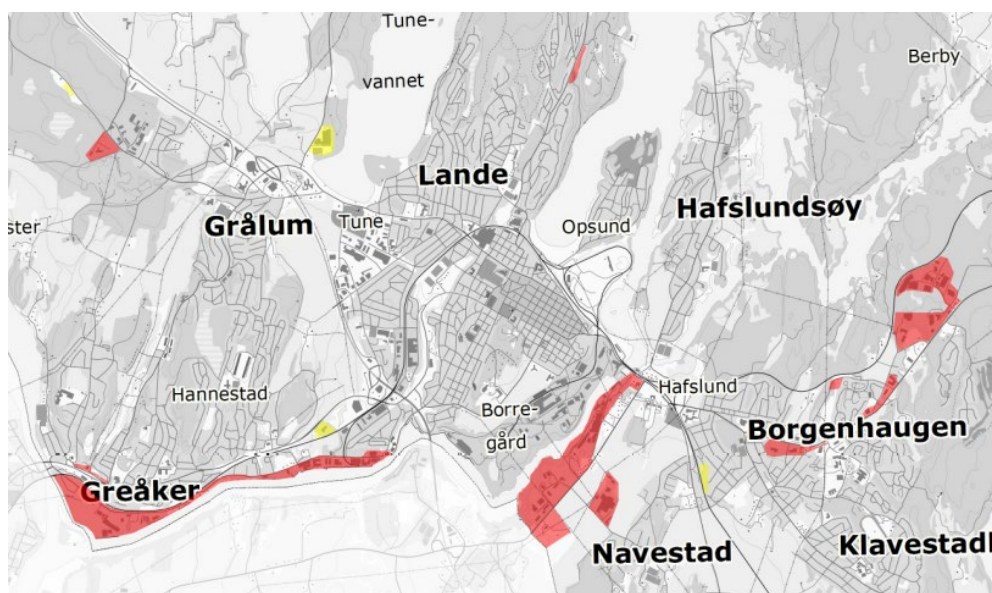 Tune-
vannet
Berby
Lande
Hafslundsøy
ster
Grålum
Tune
Opsund
Hannestad
Hafslund
Borre-
gård
Borgenhaugen
Greåker
Navestad
Klavestadh